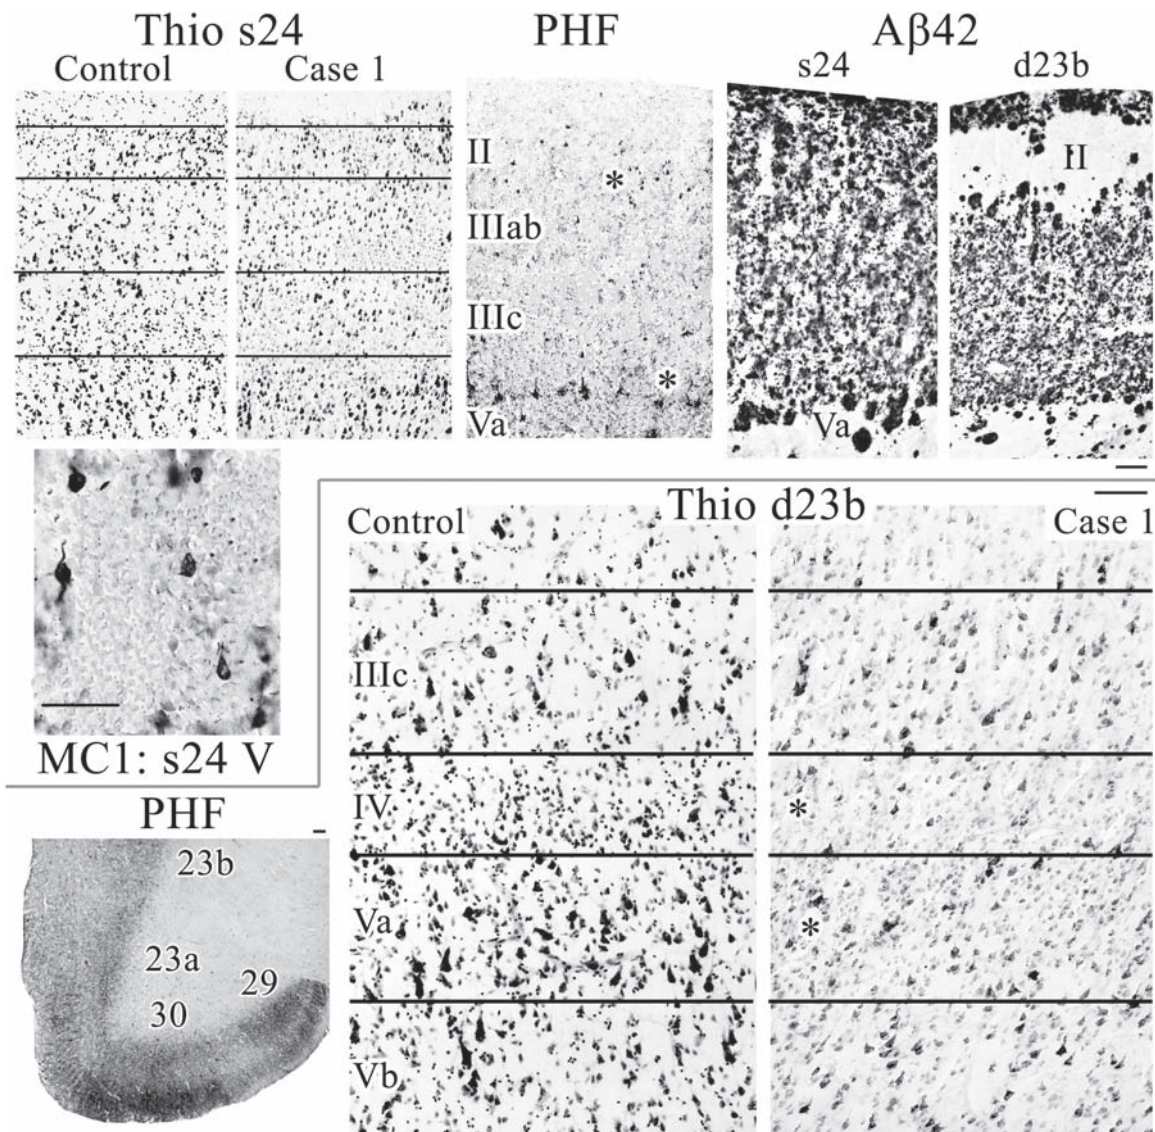 Thio s24
Control
Case 1
PHF
II
*
IIIab
IIIc
*
Va
Aβ42
s24
d23b
II
Va
MC1: s24 V
Thio d23b
Control
Case 1
IIIc
IV
*
Va
*
Vb
PHF
23b
23a
29
30